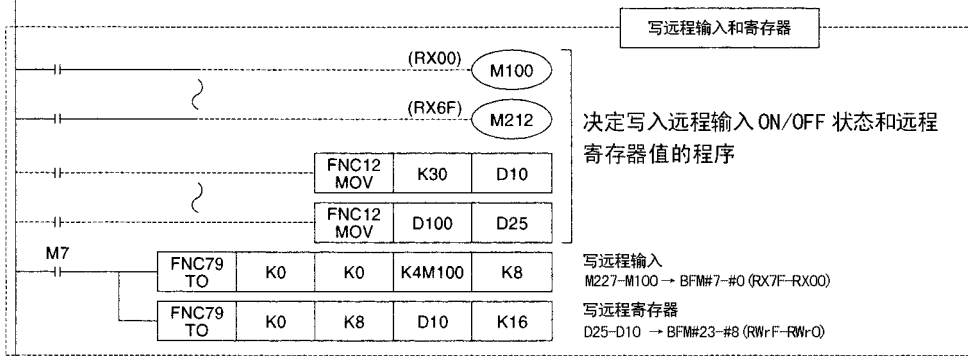 写远程输入和寄存器
(RX00)
M100
(RX6F)
M212
决定写入远程输入ON/OFF 状态和远程
寄存器值的程序
FNC12
MOV
K30
D10
FNC12
MOV
D100
D25
M7
FNC79
TO
K0
K0
K4M100
K8
写远程输入
M227-M100→BFM#7-#0(RX7F-RX00)
FNC79
TO
K0
K8
D10
K16
写远程寄存器
D25-D10 →BFM#23-#8(RWrF-RWr0)